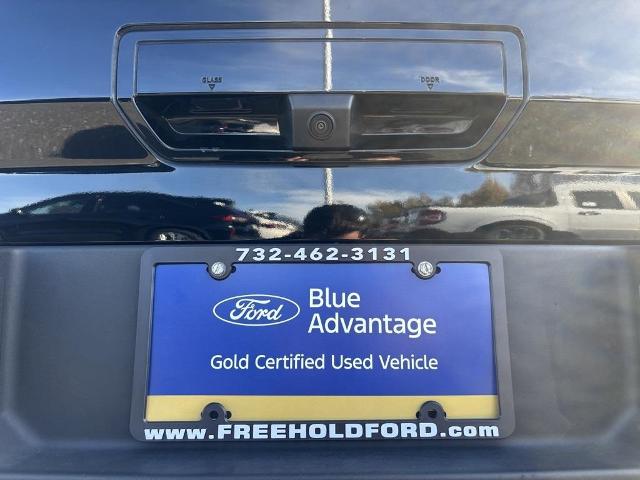 GLASS DOOR
732-462-3131
Ford Blue
Advantage
Gold Certified Used Vehicle
www.FREEHOLDFORD.com